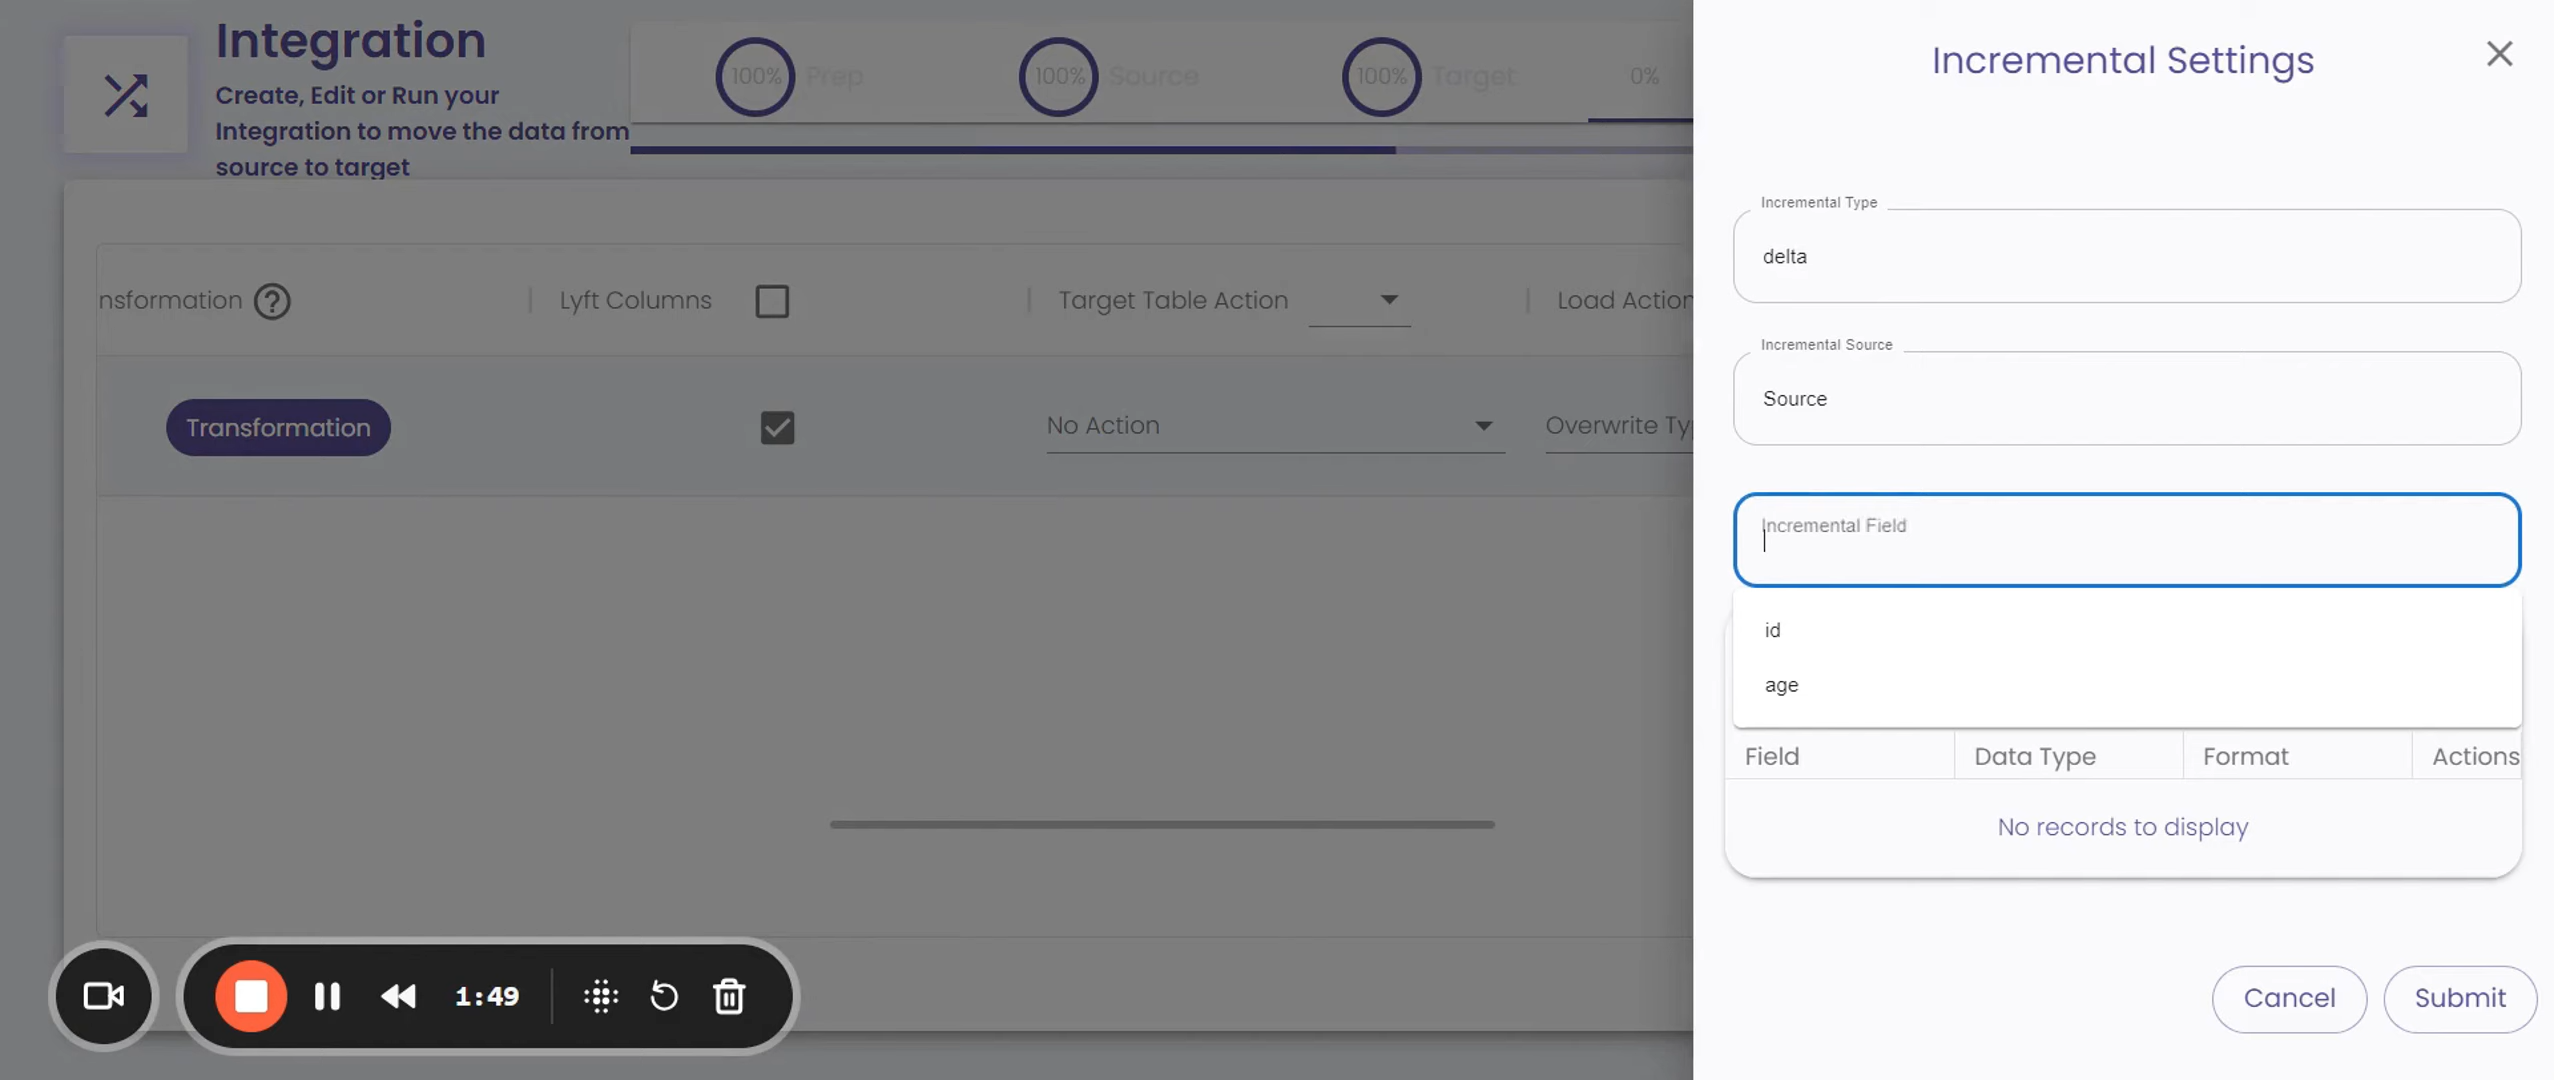 Integration
Create, Edit or Run your
Integration to move the data from
source to target
100% Prep
100% Source
100% Target
0%
nsformation
Lyft Columns
Target Table Action
Load Action
Transformation
No Action
Overwrite Ty
1:49
Incremental Settings
Incremental Type
delta
Incremental Source
Source
Incremental Field
id
age
Field Data Type Format Actions
No records to display
Cancel Submit